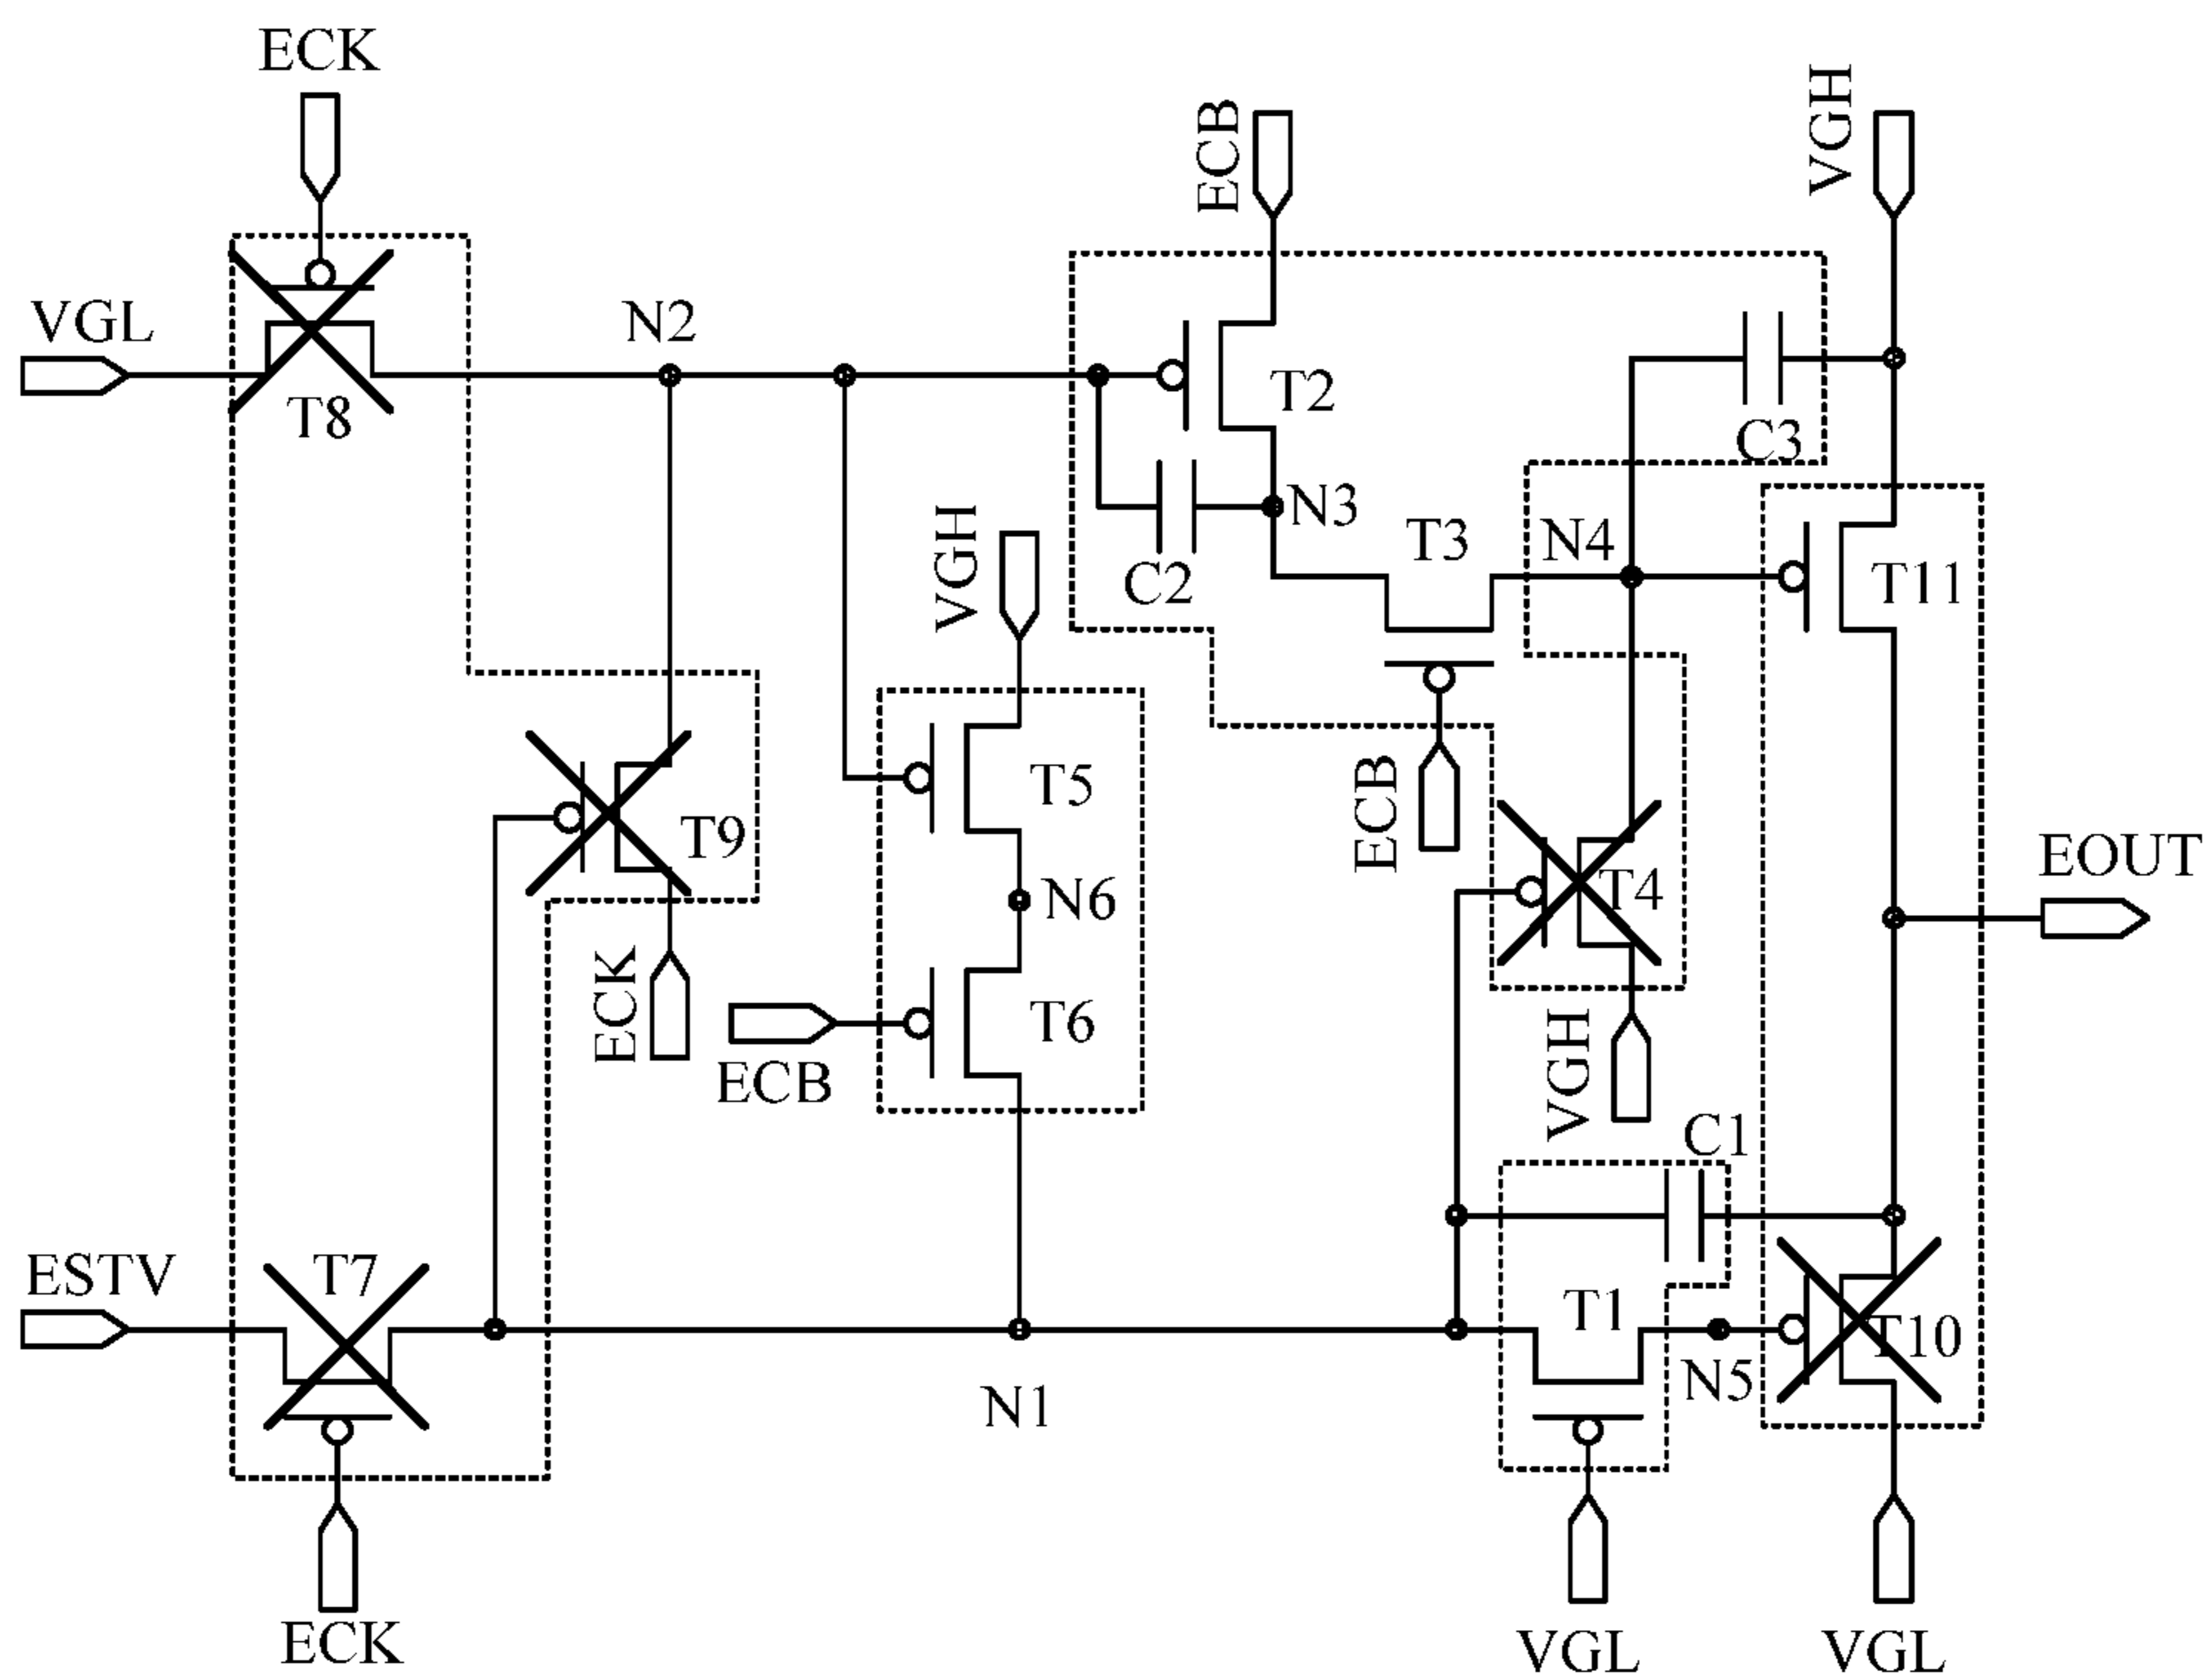 ECK
ECB
VGH
VGL
N2
T8
T2
C3
N3
T3
N4
C2
T11
VGH
T5
T9
ECB
T4
EOUT
N6
ECK
T6
ECB
VGH
C1
ESTV
T7
T1
T10
N5
N1
ECK
VGL
VGL